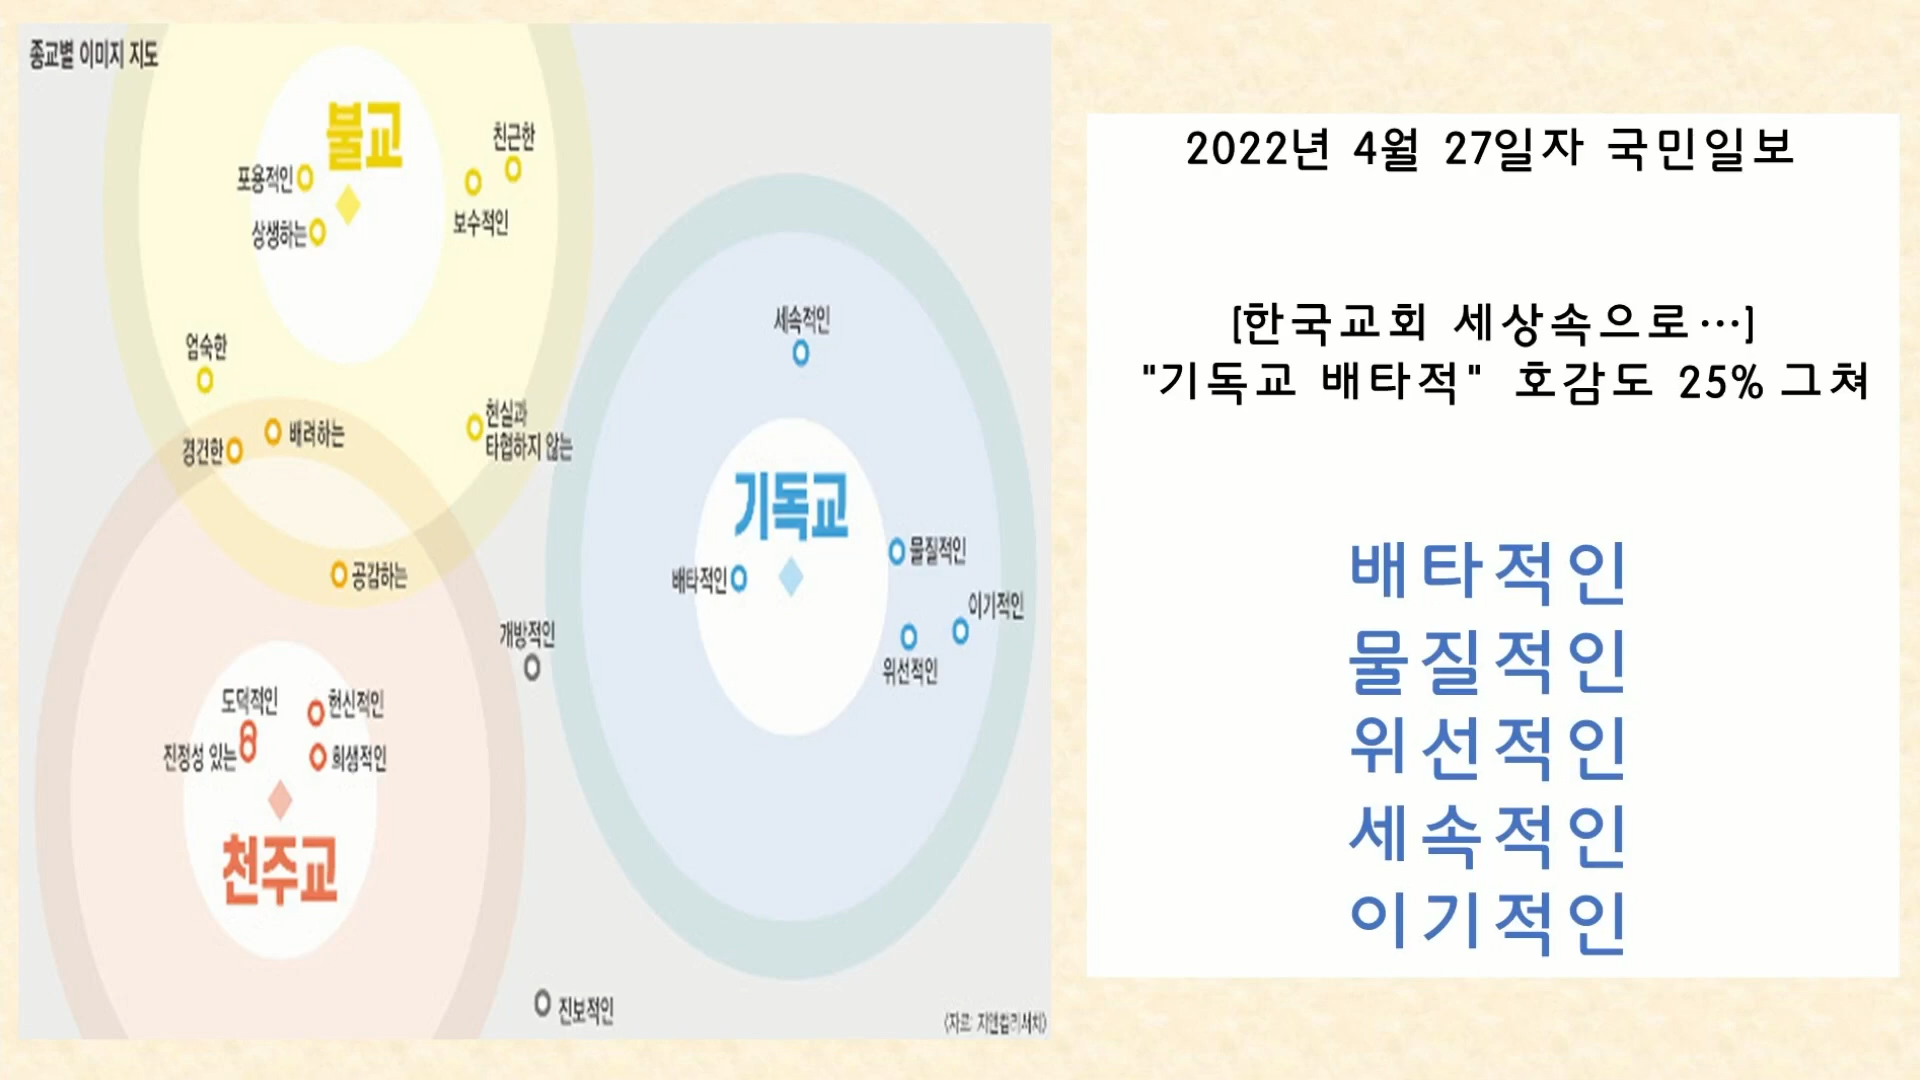 종교별 이미지 지도
불교
친근한
포용적인
보수적인
상생하는
엄숙한
현실과
타협하지 않는
배려하는
경건한
공감하는
세속적인
기독교
물질적인
배타적인
이기적인
위선적인
개방적인
도덕적인
헌신적인
진정성 있는
희생적인
천주교
진보적인
<자료: 지앤컴리서치>
2022년 4월 27일자 국민일보
[한국교회 세상속으로…]
"기독교 배타적" 호감도 25% 그쳐
배타적인
물질적인
위선적인
세속적인
이기적인